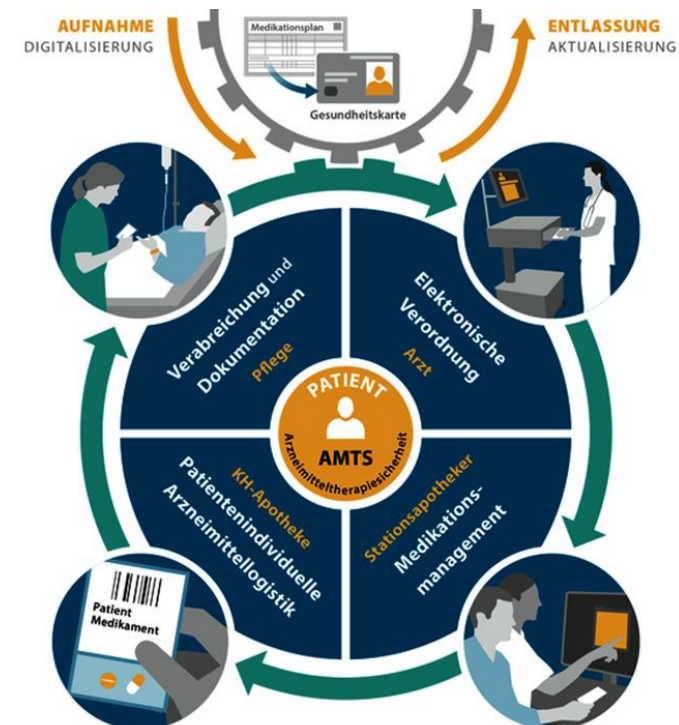 AUFNAHME
DIGITALISIERUNG
Medikationsplan
Gesundheitskarte
ENTLASSUNG
AKTUALISIERUNG
Verabreichung und
Dokumentation
Pflege
Elektronische
Verordnung
Arzt
PATIENT
AMTS
Arzneimitteltherapiesicherheit
KH-Apotheke
Patientenindividuelle
Arzneimittellogistik
Stationsapotheker
Medikations-
management
Patient
Medikament